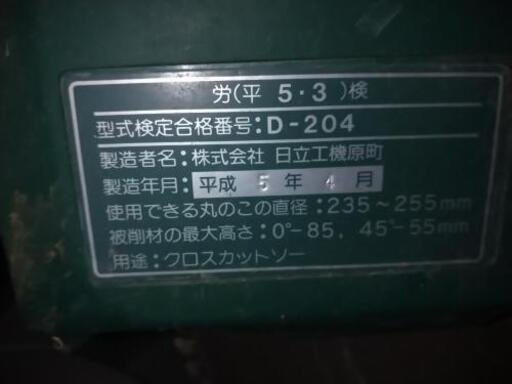 労(平 5・3)検
型式検定合格番号:D-204
製造者名:株式会社 日立工機原町
製造年月:平成 5 年 4 月
使用できる丸のこの直径:235~255mm
被削材の最大高さ:0°-85, 45°-55mm
用途:クロスカットソー